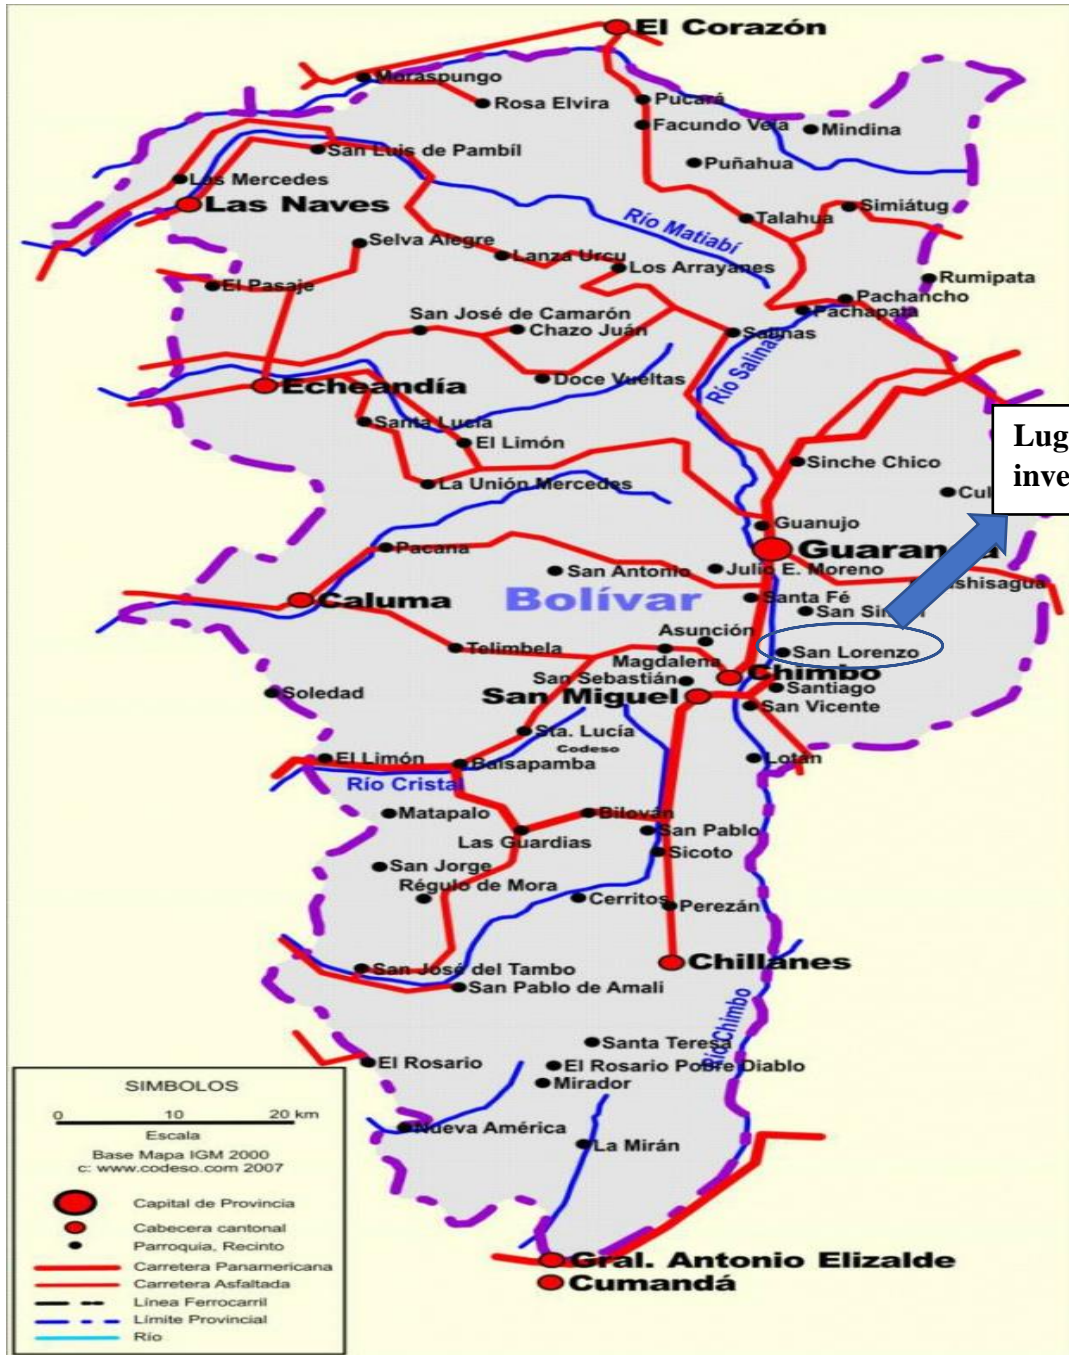 El Corazón
Moraspungo
Rosa Elvira
Pucará
Facundo Vela
Mindina
San Luis de Pambíl
Puñahua
Las Mercedes
Las Naves
Simiátug
Talahua
Río Matiabí
Selva Alegre
Lanza Urcu
Los Arrayanes
Rumipata
El Pasaje
Pachancho
Pachapata
San José de Camarón
Chazo Juán
Salinas
Río Salinas
Echeandía
Doce Vueltas
Santa Lucía
El Limón
Lug
inve
Sinche Chico
La Unión Mercedes
Cul
Guanujo
Pacana
Guaranda
San Antonio
Julio E. Moreno
Caluma
Bolívar
Santa Fé
Asunción
San Lorenzo
Telimbela
Magdalena
Chimbo
San Sebastián
Soledad
San Miguel
Santiago
San Vicente
Sta. Lucía
Codeso
El Limón
Balsapamba
Lotán
Río Cristal
Matapalo
Bilován
Las Guardias
San Pablo
Sicoto
San Jorge
Régulo de Mora
Cerritos
Perezán
Chillanes
San José del Tambo
San Pablo de Amali
Río Chimbo
Santa Teresa
El Rosario
El Rosario Pobre Diablo
Mirador
Nueva América
La Mirán
Gral. Antonio Elizalde
Cumandá
SIMBOLOS
0 10 20 km
Escala
Base Mapa IGM 2000
c: www.codeso.com 2007
Capital de Provincia
Cabecera cantonal
Parroquia, Recinto
Carretera Panamericana
Carretera Asfaltada
Línea Ferrocarril
Límite Provincial
Río